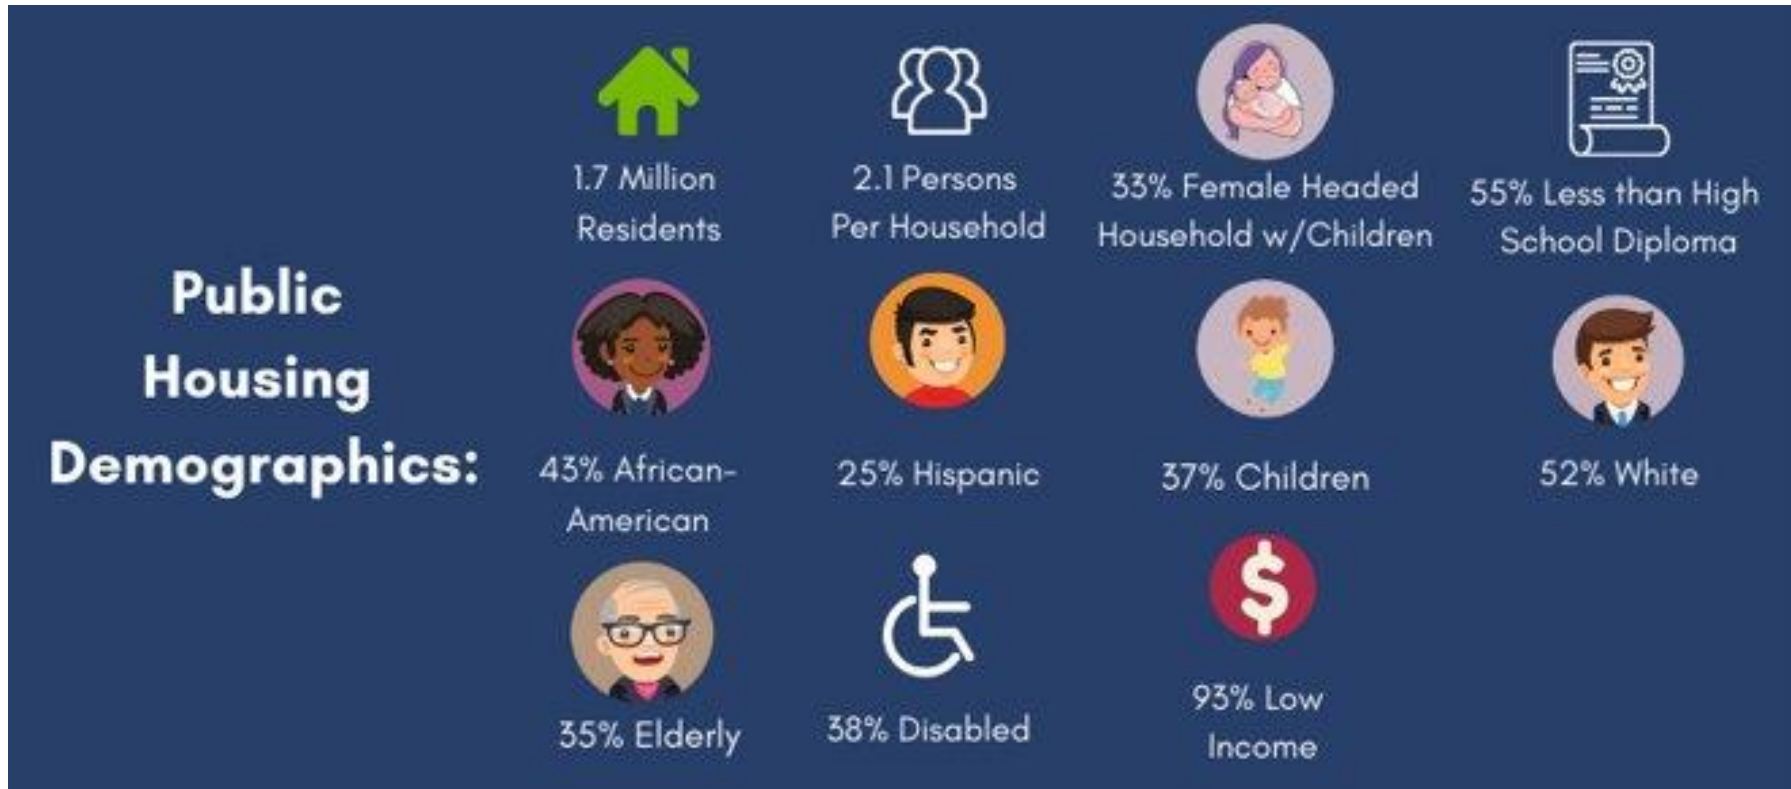 Public
Housing
Demographics:
1.7 Million
Residents
2.1 Persons
Per Household
33% Female Headed
Household w/Children
55% Less than High
School Diploma
43% African-
American
25% Hispanic
37% Children
52% White
35% Elderly
38% Disabled
93% Low
Income